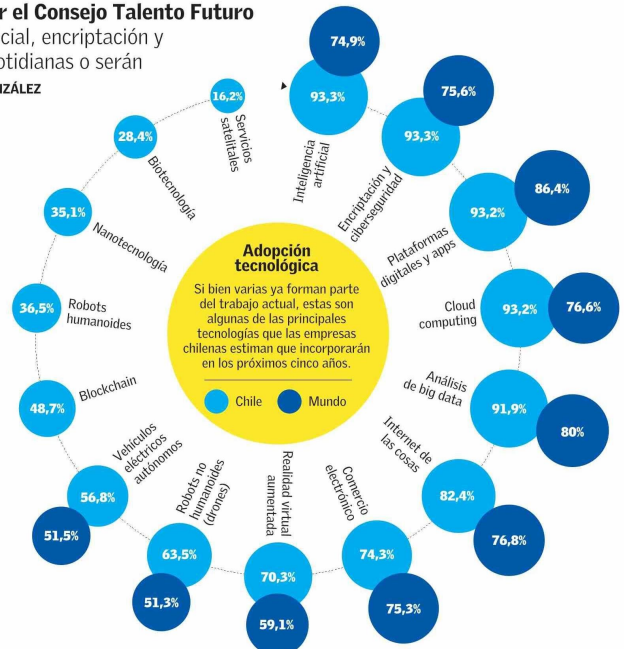 r el Consejo Talento Futuro
cial, encriptación y
otidianas o serán
NZÁLEZ
74,9%
93,3%
Inteligencia
artificial
75,6%
93,3%
Encriptación y
ciberseguridad
86,4%
93,2%
Plataformas
digitales y apps
93,2%
76,6%
Cloud
computing
91,9%
80%
Análisis
de big data
82,4%
76,8%
Internet de
las cosas
74,3%
75,3%
Comercio
electrónico
70,3%
59,1%
Realidad virtual
aumentada
63,5%
51,3%
Robots no
humanoides
(drones)
56,8%
51,5%
Vehículos
eléctricos
autónomos
48,7%
Blockchain
36,5%
Robots
humanoides
35,1%
Nanotecnología
28,4%
Biotecnología
16,2%
Servicios
satelitales
Adopción
tecnológica
Si bien varias ya forman parte
del trabajo actual, estas son
algunas de las principales
tecnologías que las empresas
chilenas estiman que incorporarán
en los próximos cinco años.
Chile
Mundo